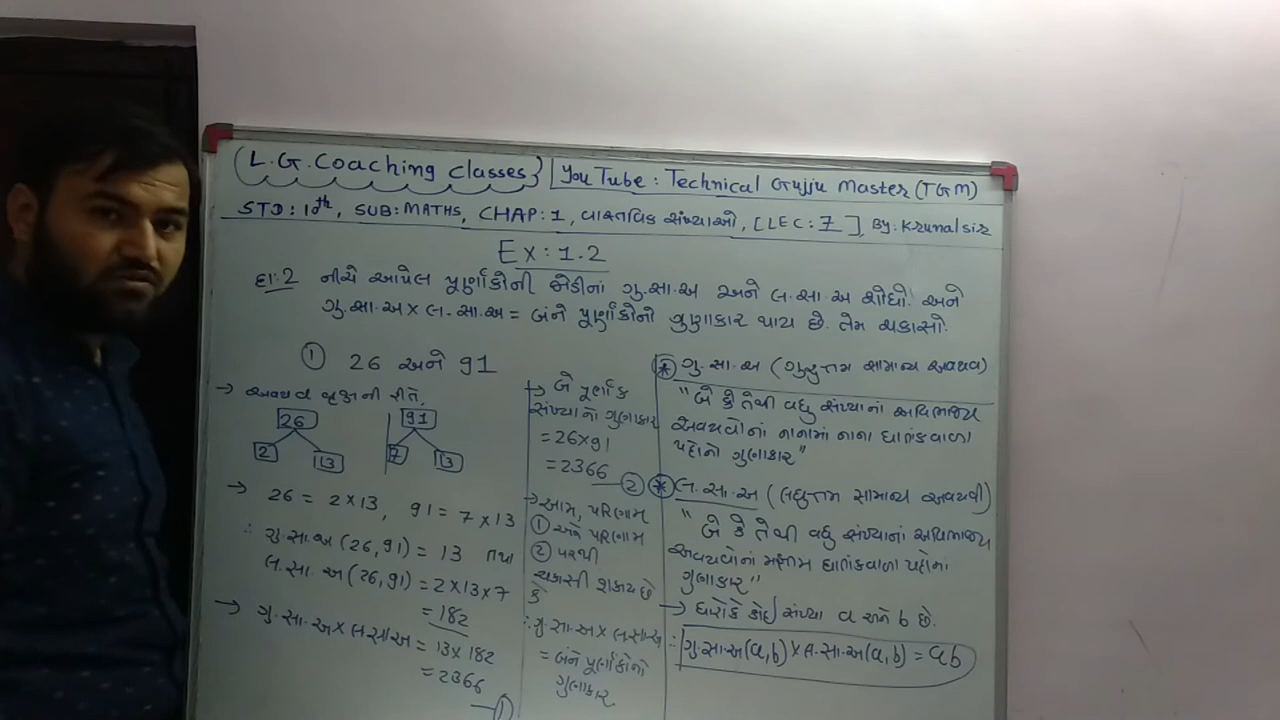 L.G. Coaching Classes
YouTube: Technical Gujju Master (TGM)
STD: 10th, SUB: MATHS, CHAP: 1, વાસ્તવિક સંખ્યાઓ, [LEC: 7], By: Krunal sir
Ex: 1.2
દા:2 નીચે આપેલ પૂર્ણાંકોની જોડીનાં ગુ.સા.અ અને લ.સા.અ શોધો. અને
ગુ.સા.અ × લ.સા.અ = બંને પૂર્ણાંકોનો ગુણાકાર થાય છે. તેમ ચકાસો.
① 26 અને 91
→ અવયવ વૃક્ષની રીતે,
26 91
2 13 7 13
→ 26 = 2×13, 91 = 7×13
∴ ગુ.સા.અ (26,91) = 13 તથા
લ.સા.અ (26,91) = 2×13×7
= 182
→ ગુ.સા.અ × લ.સા.અ = 13×182
= 2366
—①
→ બે પૂર્ણાંક
સંખ્યાનો ગુણાકાર
= 26×91
= 2366
—②
→ આમ, પરિણામ
① અને પરિણામ
② પરથી
ચકાસી શકાય છે
કે
∴ ગુ.સા.અ × લ.સા.અ
= બંને પૂર્ણાંકોનો
ગુણાકાર
* ગુ.સા.અ (ગુરુત્તમ સામાન્ય અવયવ)
"બે કે તેથી વધુ સંખ્યાનાં અવિભાજ્ય
અવયવોનાં નાનામાં નાના ઘાતાંકવાળા
પદોનો ગુણાકાર"
* લ.સા.અ (લઘુત્તમ સામાન્ય અવયવી)
"બે કે તેથી વધુ સંખ્યાનાં અવિભાજ્ય
અવયવોનાં મહત્તમ ઘાતાંકવાળા પદોના
ગુણાકાર"
→ ધારોકે કોઈ સંખ્યા a અને b છે.
∴ ગુ.સા.અ(a,b) × લ.સા.અ(a,b) = ab